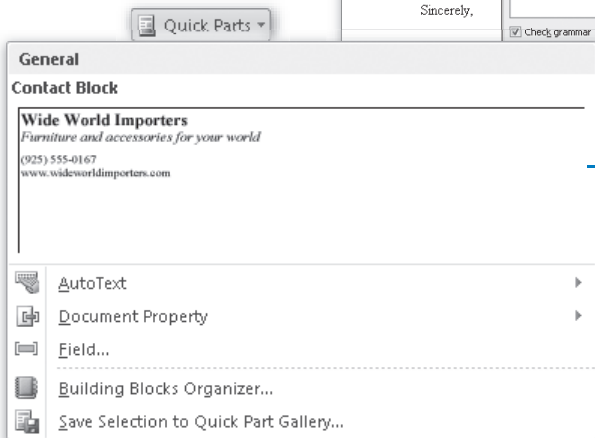 Sincerely,
Quick Parts
Check grammar
General
Contact Block
Wide World Importers
Furniture and accessories for your world
(925) 555-0167
www.wideworldimporters.com
AutoText
Document Property
Field...
Building Blocks Organizer...
Save Selection to Quick Part Gallery...